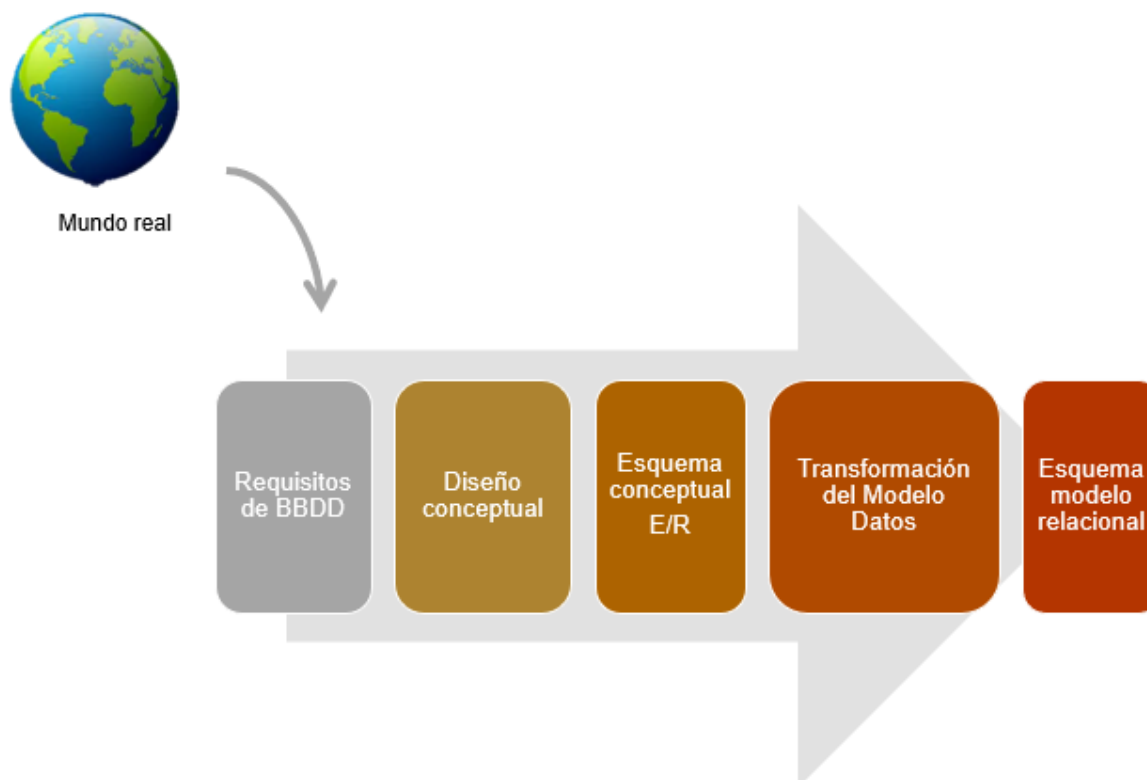 Mundo real
Requisitos
de BBDD
Diseño
conceptual
Esquema
conceptual
E/R
Transformación
del Modelo
Datos
Esquema
modelo
relacional